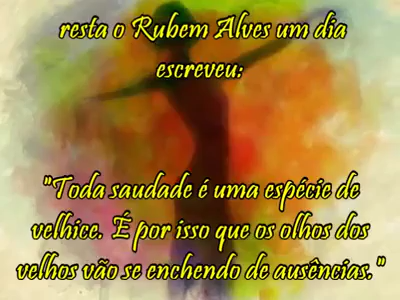 resta o Rubem Alves um dia
escreveu:
"Toda saudade é uma espécie de
velhice. É por isso que os olhos dos
velhos vão se enchendo de ausências."